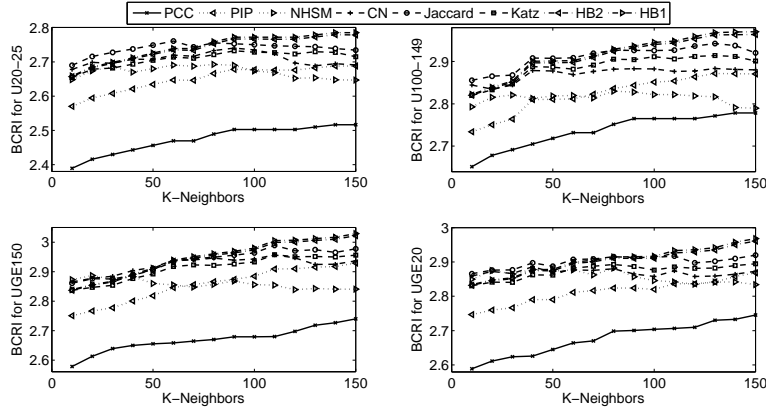 PCC PIP NHSM CN Jaccard Katz HB2 HB1
2.8
2.7
2.6
2.5
2.4
BCRI for U20−25
0 50 100 150
K−Neighbors
2.9
2.8
2.7
BCRI for U100−149
0 50 100 150
K−Neighbors
3
2.9
2.8
2.7
2.6
BCRI for UGE150
0 50 100 150
K−Neighbors
3
2.9
2.8
2.7
2.6
BCRI for UGE20
0 50 100 150
K−Neighbors